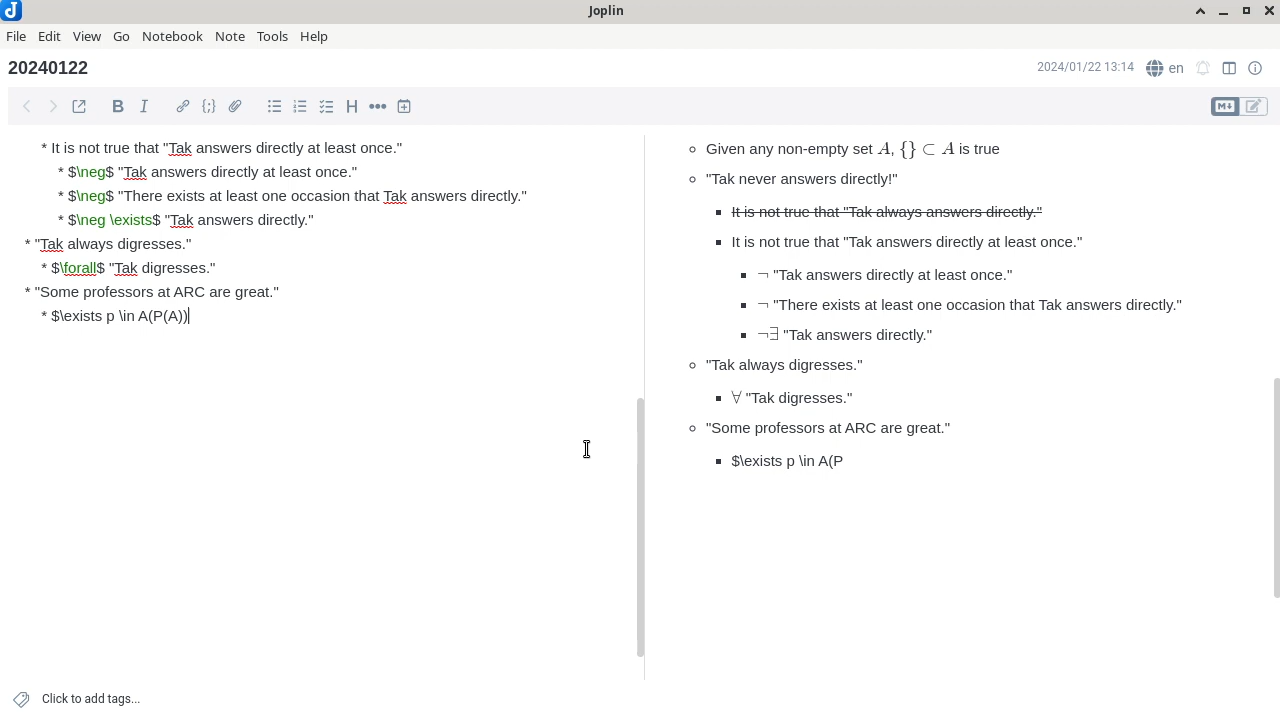 Joplin
File Edit View Go Notebook Note Tools Help
20240122
2024/01/22 13:14 en
B I H M
* It is not true that "Tak answers directly at least once."
* $\neg$ "Tak answers directly at least once."
* $\neg$ "There exists at least one occasion that Tak answers directly."
* $\neg \exists$ "Tak answers directly."
* "Tak always digresses."
* $\forall$ "Tak digresses."
* "Some professors at ARC are great."
* $\exists p \in A(P(A))
Given any non-empty set A, {} ⊂ A is true
"Tak never answers directly!"
It is not true that "Tak always answers directly."
It is not true that "Tak answers directly at least once."
¬ "Tak answers directly at least once."
¬ "There exists at least one occasion that Tak answers directly."
¬∃ "Tak answers directly."
"Tak always digresses."
∀ "Tak digresses."
"Some professors at ARC are great."
$\exists p \in A(P
Click to add tags...